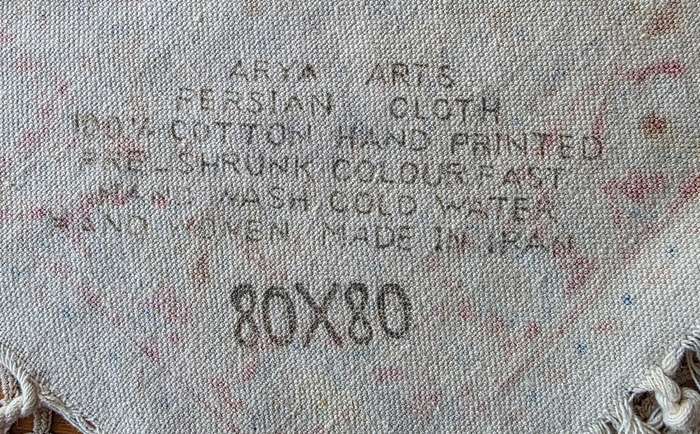 ARYA ARTS
PERSIAN CLOTH
100% COTTON HAND PRINTED
PRE-SHRUNK COLOUR FAST
HAND WASH COLD WATER
HAND WOVEN, MADE IN IRAN
80X80